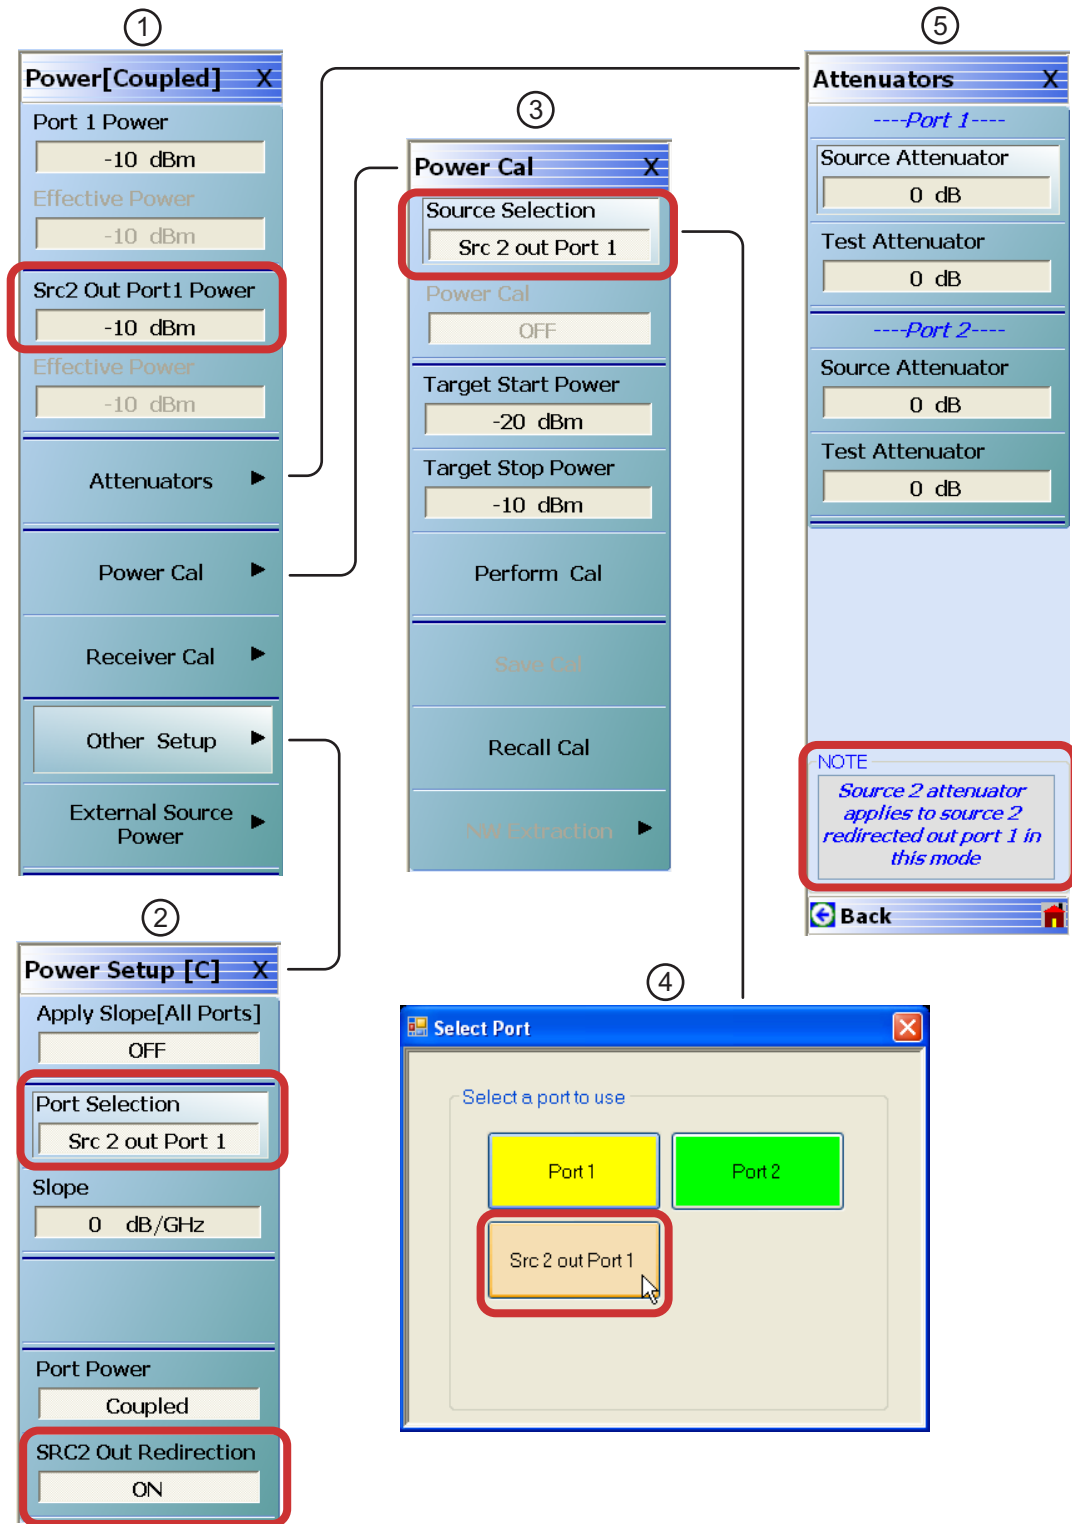 1
Power[Coupled] X
Port 1 Power
-10 dBm
Effective Power
-10 dBm
Src2 Out Port1 Power
-10 dBm
Effective Power
-10 dBm
Attenuators
Power Cal
Receiver Cal
Other Setup
External Source
Power
2
Power Setup [C] X
Apply Slope[All Ports]
OFF
Port Selection
Src 2 out Port 1
Slope
0 dB/GHz
Port Power
Coupled
SRC2 Out Redirection
ON
3
Power Cal X
Source Selection
Src 2 out Port 1
Power Cal
OFF
Target Start Power
-20 dBm
Target Stop Power
-10 dBm
Perform Cal
Save Cal
Recall Cal
NW Extraction
4
Select Port
Select a port to use
Port 1
Port 2
Src 2 out Port 1
5
Attenuators X
----Port 1----
Source Attenuator
0 dB
Test Attenuator
0 dB
----Port 2----
Source Attenuator
0 dB
Test Attenuator
0 dB
NOTE
Source 2 attenuator
applies to source 2
redirected out port 1 in
this mode
Back